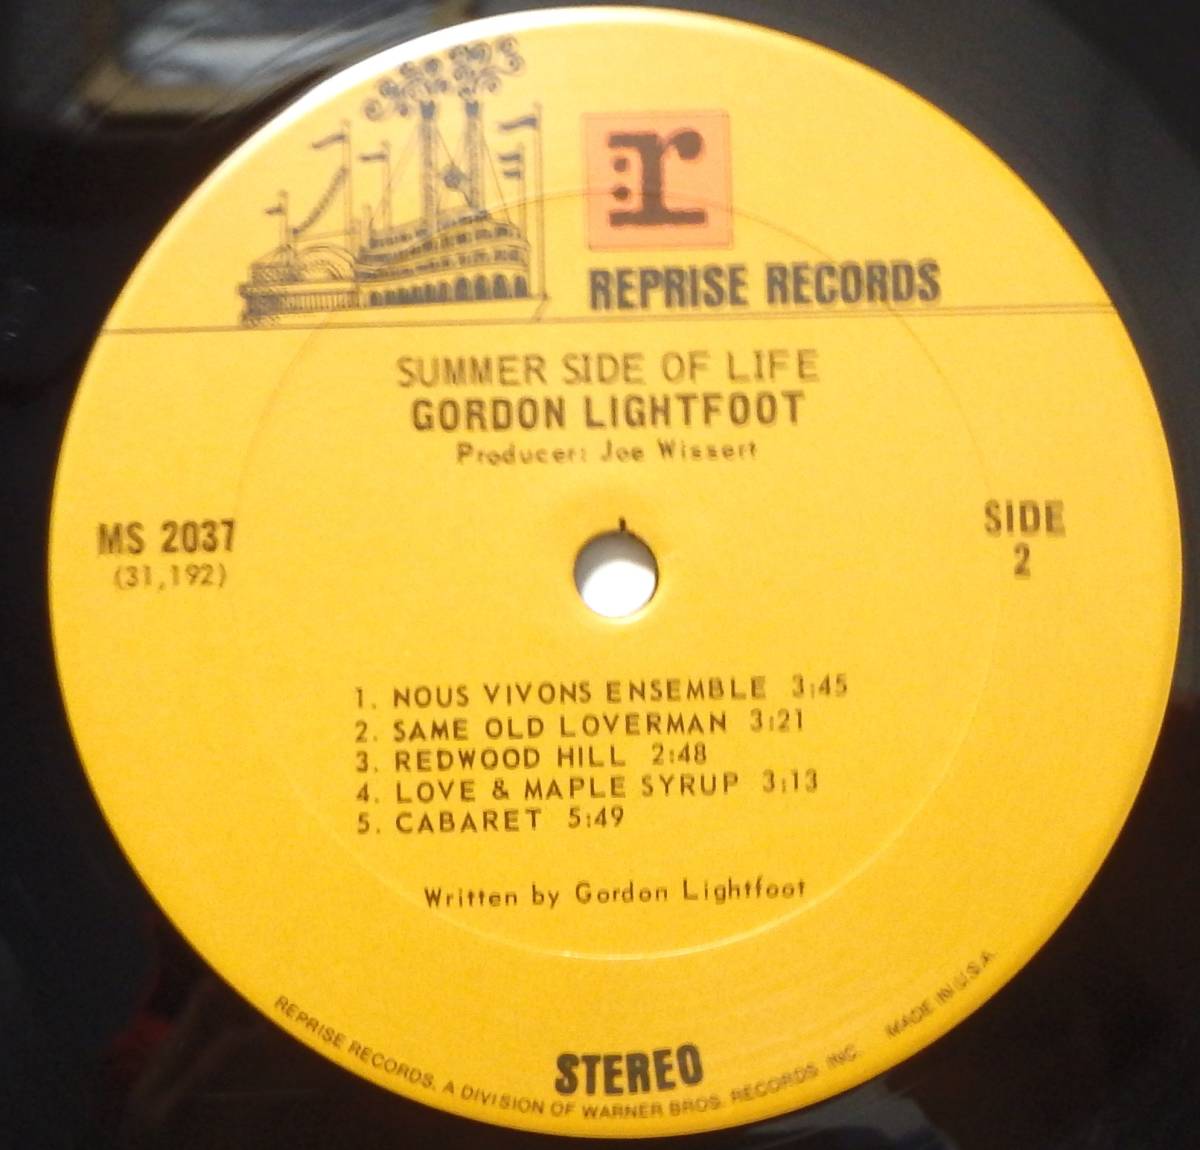 r
REPRISE RECORDS
SUMMER SIDE OF LIFE
GORDON LIGHTFOOT
Producer: Joe Wissert
MS 2037
(31,192)
SIDE
2
1. NOUS VIVONS ENSEMBLE 3:45
2. SAME OLD LOVERMAN 3:21
3. REDWOOD HILL 2:48
4. LOVE & MAPLE SYRUP 3:13
5. CABARET 5:49
Written by Gordon Lightfoot
STEREO
REPRISE RECORDS, A DIVISION OF WARNER BROS. RECORDS INC. MADE IN U.S.A.